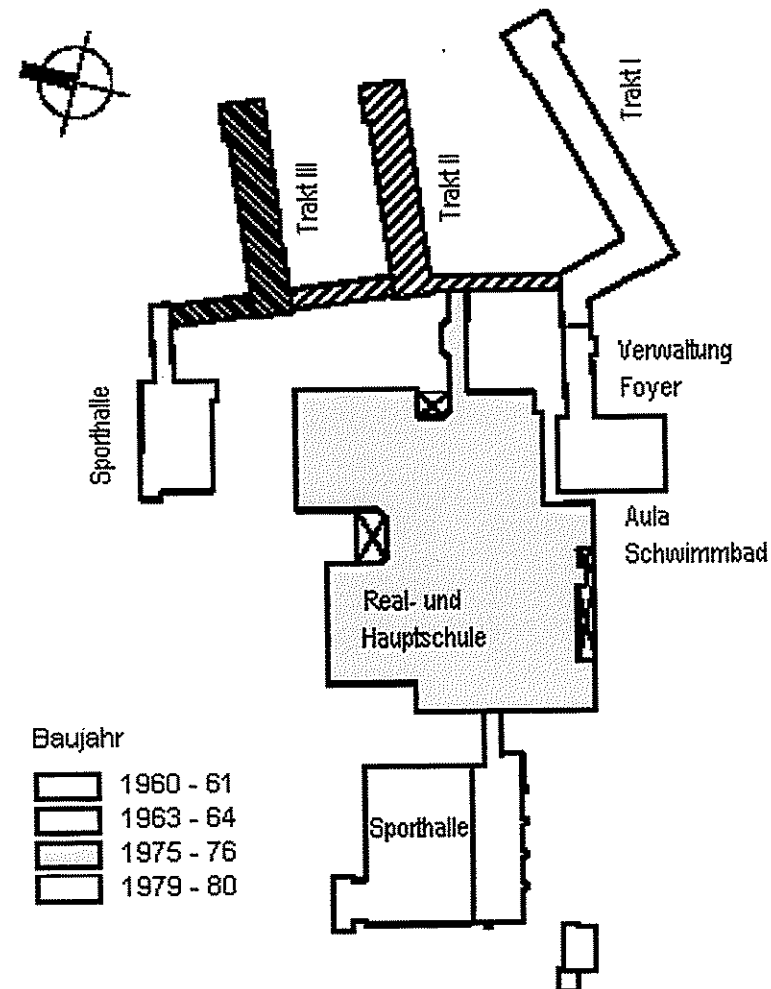 Trakt I
Trakt II
Trakt III
Verwaltung
Foyer
Sporthalle
Aula
Schwimmbad
Real- und
Hauptschule
Baujahr
1960 - 61
1963 - 64
1975 - 76
1979 - 80
Sporthalle